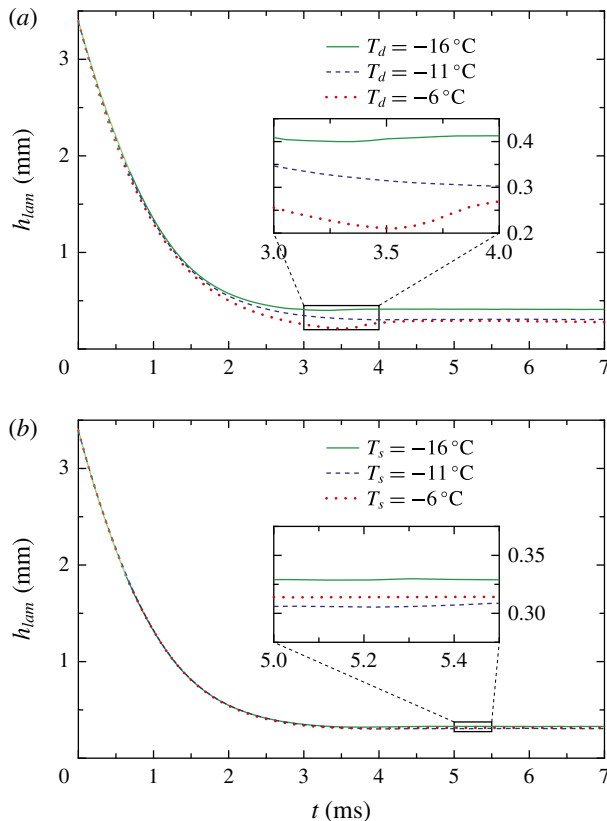 (a)
3
2
1
0
h_lam (mm)
T_d = −16 °C
T_d = −11 °C
T_d = −6 °C
0.4
0.3
0.2
3.0 3.5 4.0
0 1 2 3 4 5 6 7
(b)
3
2
1
h_lam (mm)
T_s = −16 °C
T_s = −11 °C
T_s = −6 °C
0.35
0.30
5.0 5.2 5.4
0 1 2 3 4 5 6 7
t (ms)